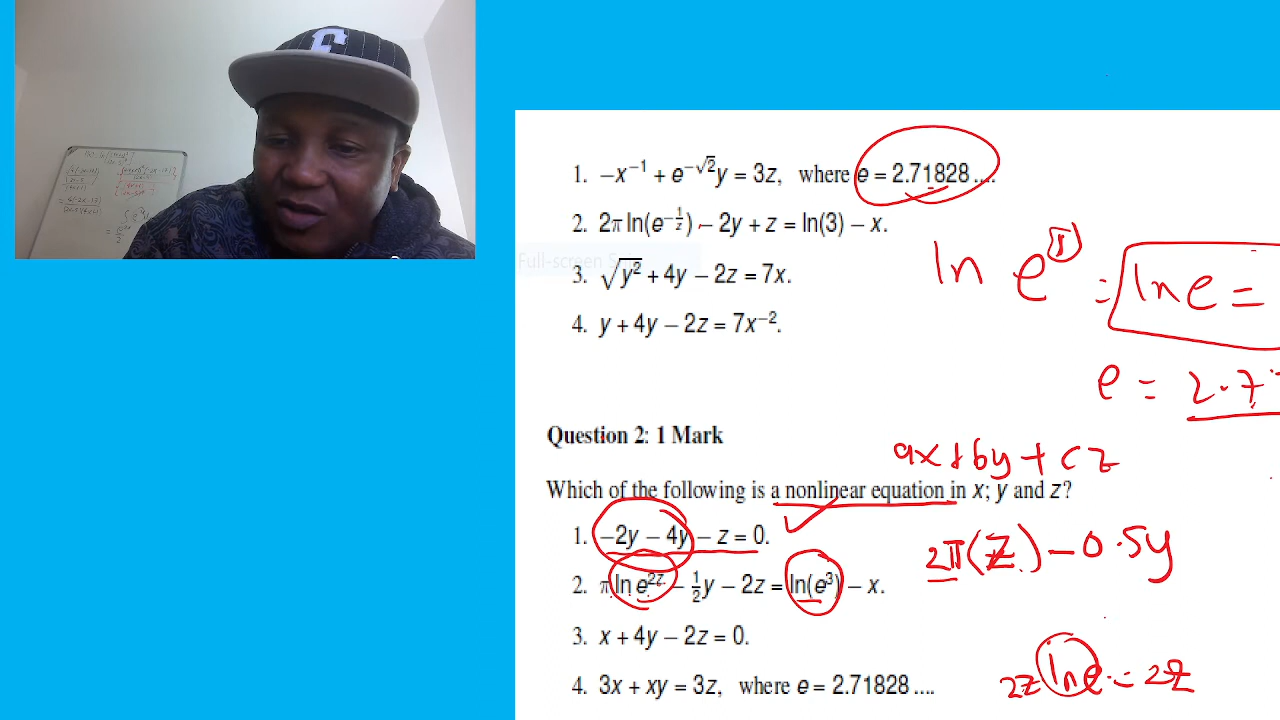 1. −x⁻¹ + e^(−√2)y = 3z, where e = 2.71828....
2. 2π ln(e^(−1/z)) − 2y + z = ln(3) − x.
Full-screen S
3. √y² + 4y − 2z = 7x.
4. y + 4y − 2z = 7x⁻².
ln e^π = ln e =
e = 2.7
Question 2: 1 Mark
ax + by + cz
Which of the following is a nonlinear equation in x; y and z?
1. −2y − 4y − z = 0.
2π(z) − 0.5y
2. π ln e^(2z) − 1/2 y − 2z = ln(e³) − x.
3. x + 4y − 2z = 0.
2z ln e = 2z
4. 3x + xy = 3z, where e = 2.71828....